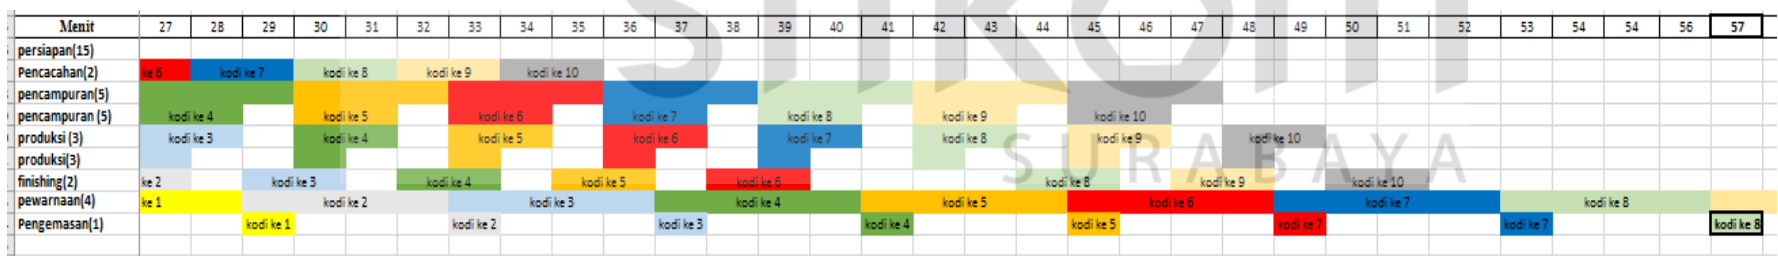 Menit 27 28 29 30 31 32 33 34 35 36 37 38 39 40 41 42 43 44 45 46 47 48 49 50 51 52 53 54 54 56 57
persiapan(15)
Pencacahan(2) ke 6 kodi ke 7 kodi ke 8 kodi ke 9 kodi ke 10
pencampuran(5)
pencampuran (5) kodi ke 4 kodi ke 5 kodi ke 6 kodi ke 7 kodi ke 8 kodi ke 9 kodi ke 10
produksi (3) kodi ke 3 kodi ke 4 kodi ke 5 kodi ke 6 kodi ke 7 kodi ke 8 kodi ke 9 kodi ke 10
produksi(3)
finishing(2) ke 2 kodi ke 3 kodi ke 4 kodi ke 5 kodi ke 6 kodi ke 8 kodi ke 9 kodi ke 10
pewarnaan(4) ke 1 kodi ke 2 kodi ke 3 kodi ke 4 kodi ke 5 kodi ke 6 kodi ke 7 kodi ke 8
Pengemasan(1) kodi ke 1 kodi ke 2 kodi ke 3 kodi ke 4 kodi ke 5 kodi ke 7 kodi ke 7 kodi ke 8
SURABAYA